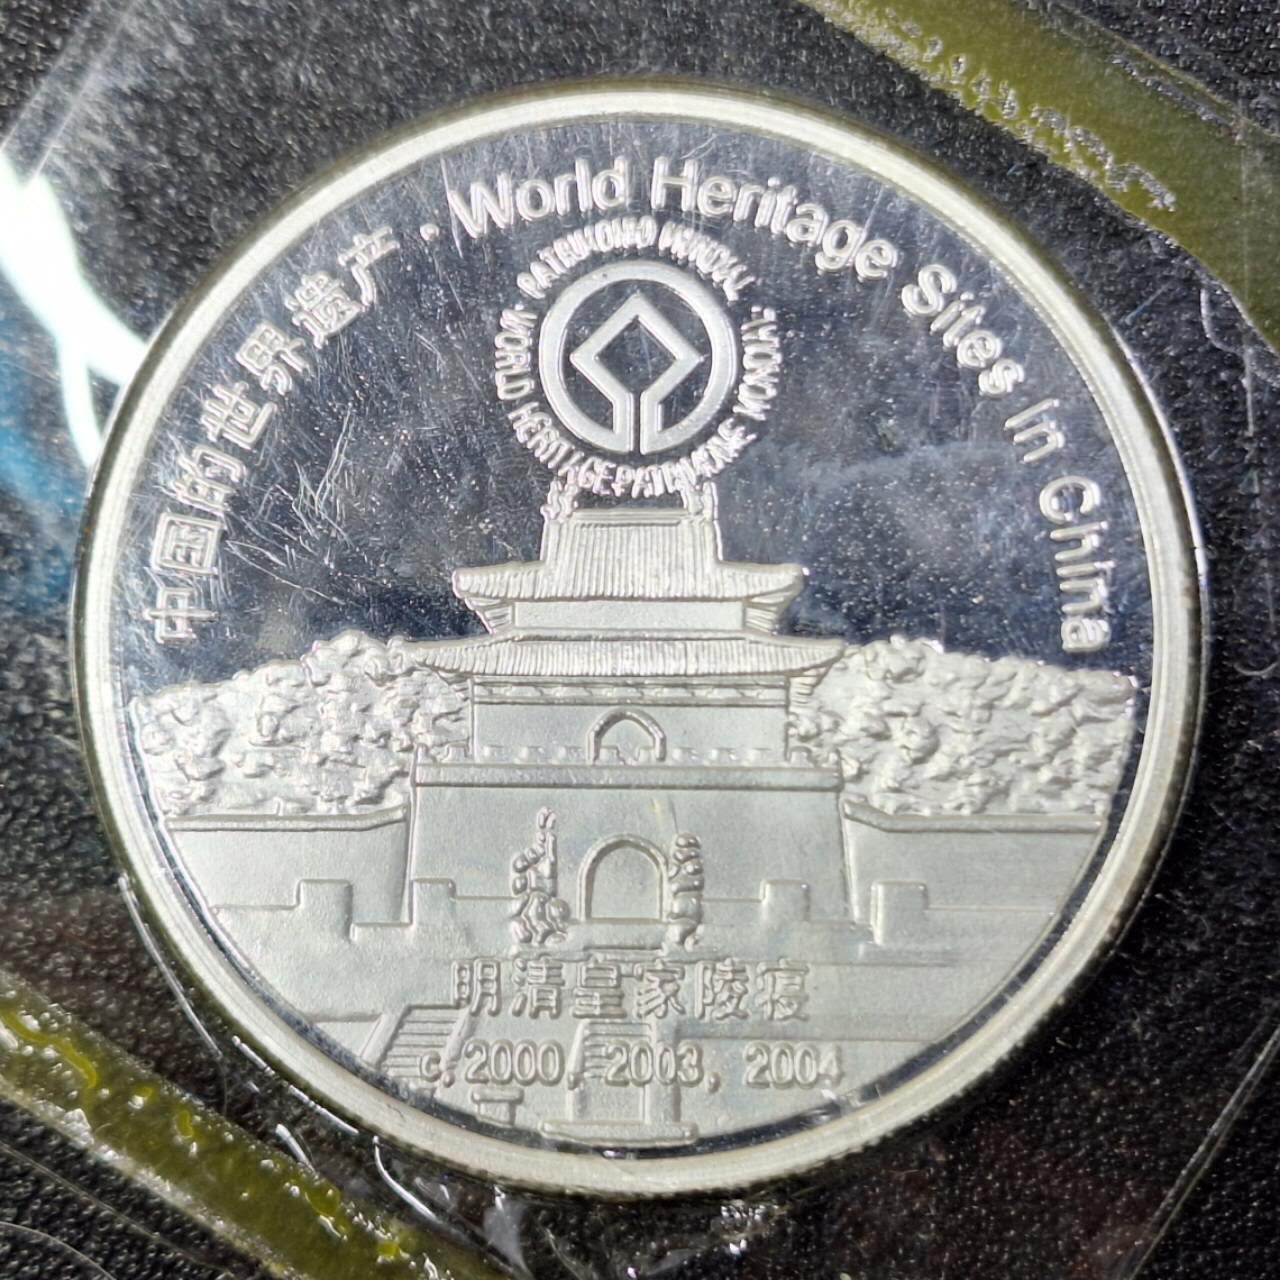 中国的世界遗产 · World Heritage Sites in China
PATRIMONIO MUNDIAL · WORLD HERITAGE · PATRIMOINE MONDIAL ·
明清皇家陵寝
c, 2000, 2003, 2004